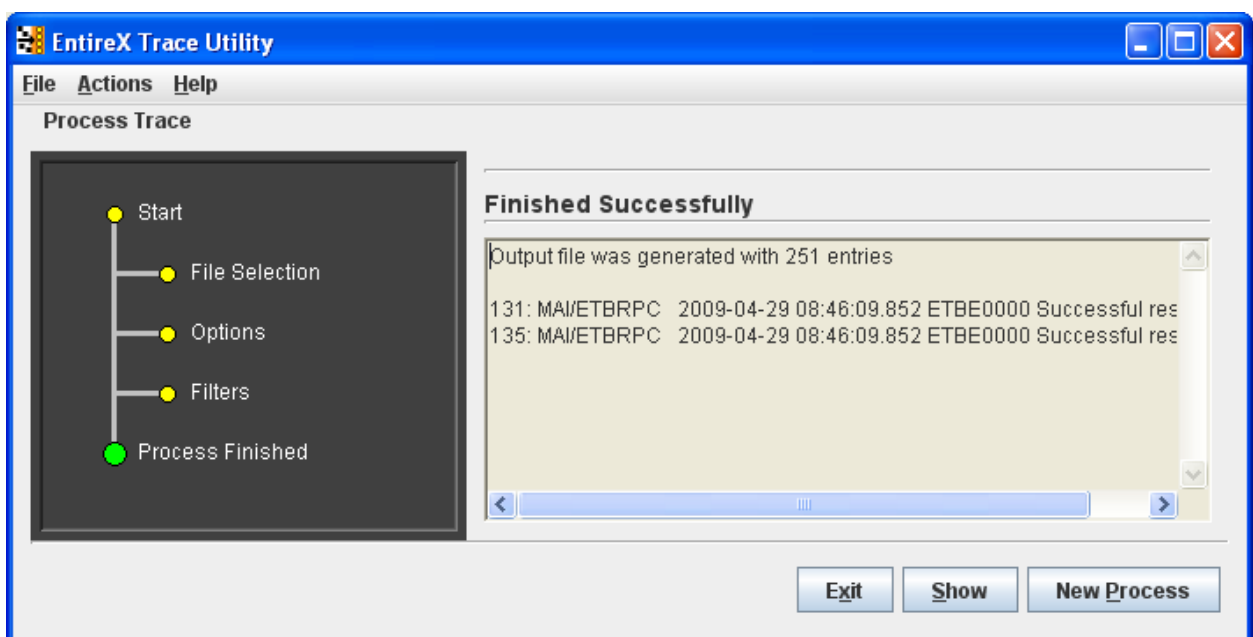 EntireX Trace Utility
File Actions Help
Process Trace
Start
File Selection
Options
Filters
Process Finished
Finished Successfully
Output file was generated with 251 entries
131: MAI/ETBRPC 2009-04-29 08:46:09.852 ETBE0000 Successful res
135: MAI/ETBRPC 2009-04-29 08:46:09.852 ETBE0000 Successful res
Exit Show New Process